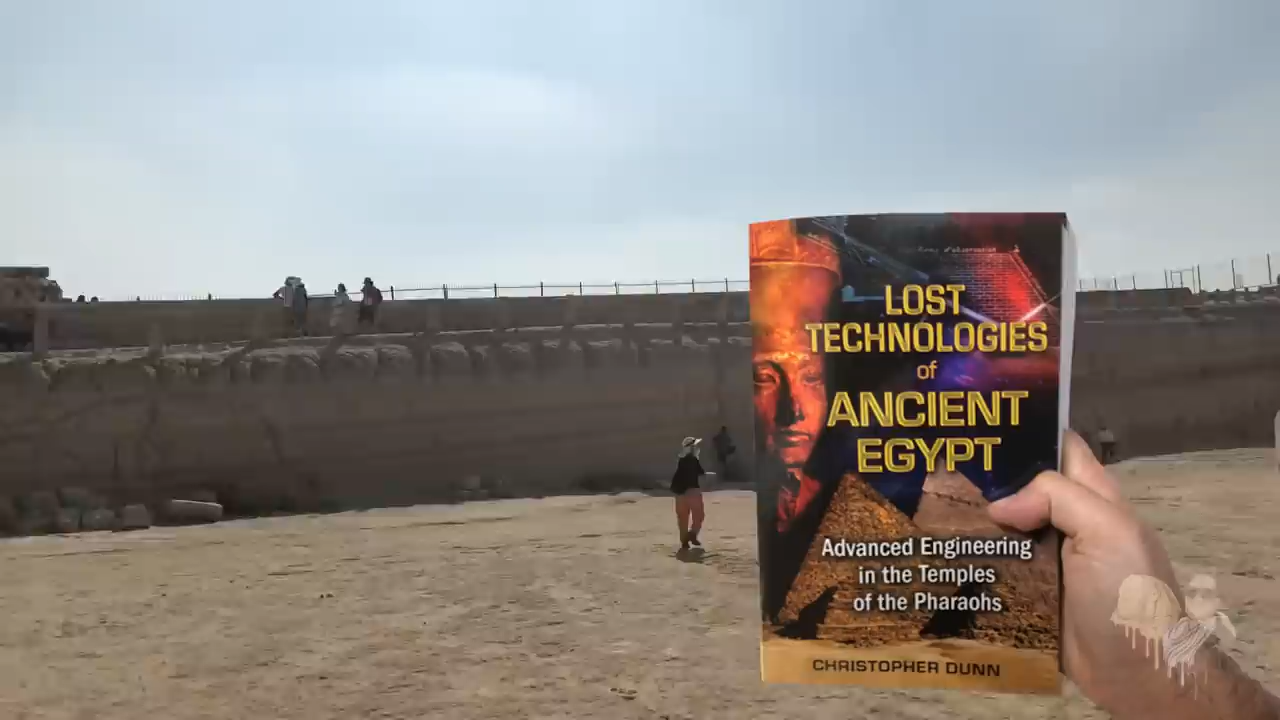 LOST
TECHNOLOGIES
of
ANCIENT
EGYPT
Advanced Engineering
in the Temples
of the Pharaohs
CHRISTOPHER DUNN